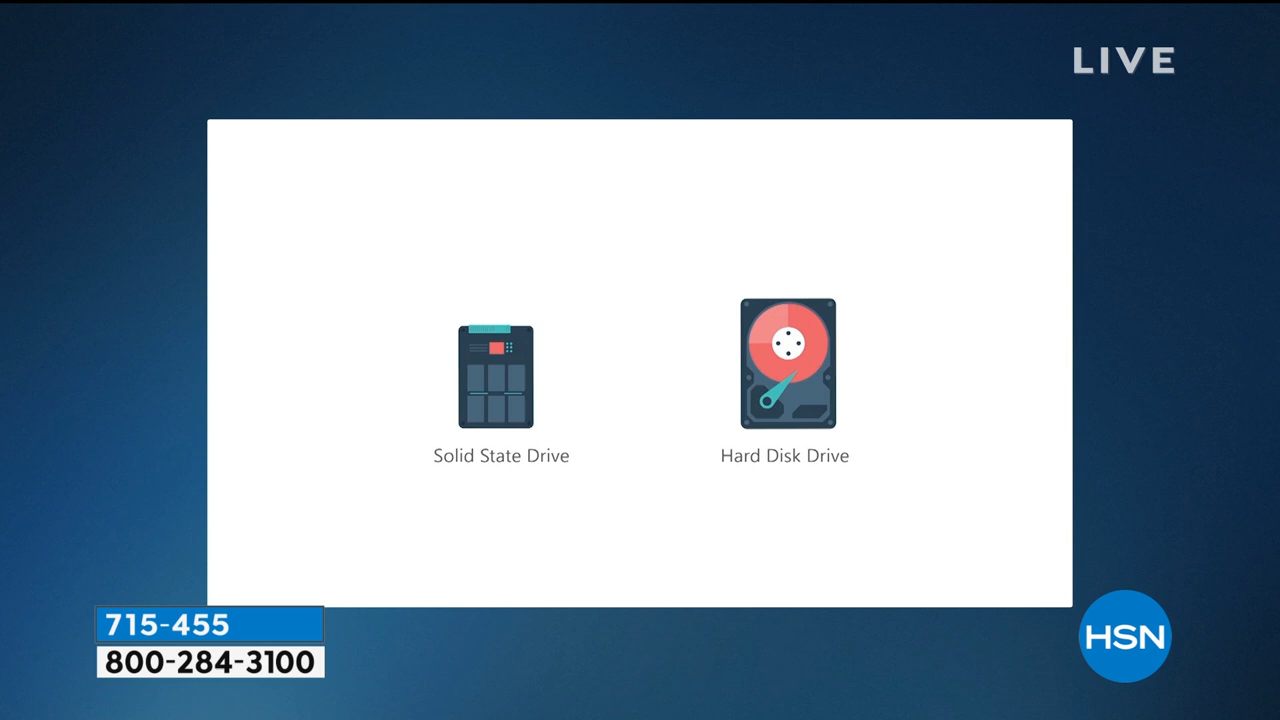 LIVE
Solid State Drive
Hard Disk Drive
715-455
800-284-3100
HSN